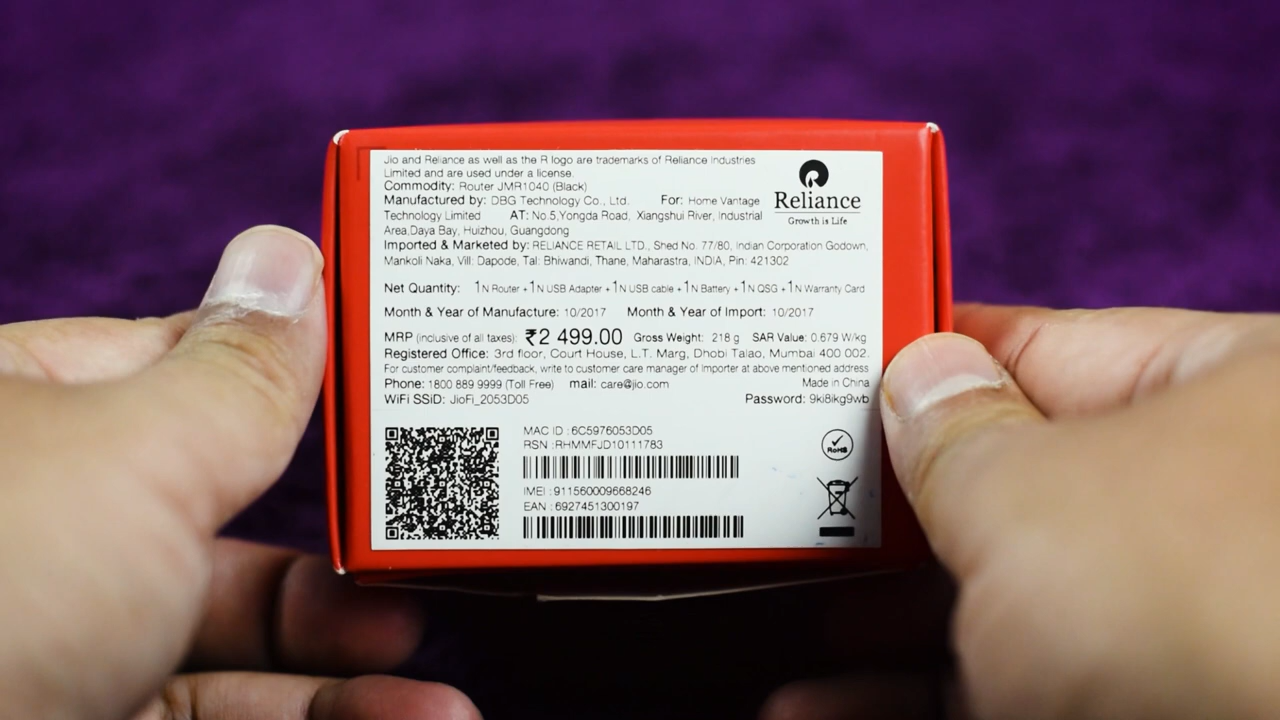 Jio and Reliance as well as the R logo are trademarks of Reliance Industries
Limited and are used under a license.
Commodity: Router JMR1040 (Black)
Manufactured by: DBG Technology Co., Ltd. For: Home Vantage
Technology Limited AT: No.5,Yongda Road, Xiangshui River, Industrial
Area,Daya Bay, Huizhou, Guangdong
Reliance
Growth is Life
Imported & Marketed by: RELIANCE RETAIL LTD., Shed No. 77/80, Indian Corporation Godown,
Mankoli Naka, Vill: Dapode, Tal: Bhiwandi, Thane, Maharastra, INDIA, Pin: 421302
Net Quantity: 1N Router +1N USB Adapter +1N USB cable +1N Battery +1N QSG +1N Warranty Card
Month & Year of Manufacture: 10/2017 Month & Year of Import: 10/2017
MRP (inclusive of all taxes): ₹2 499.00 Gross Weight: 218 g SAR Value: 0.679 W/kg
Registered Office: 3rd floor, Court House, L.T. Marg, Dhobi Talao, Mumbai 400 002.
For customer complaint/feedback, write to customer care manager of Importer at above mentioned address
Phone: 1800 889 9999 (Toll Free) mail: care@jio.com Made in China
WiFi SSiD: JioFi_2053D05 Password: 9ki8ikg9wb
MAC ID : 6C5976053D05
RSN : RHMMFJD10111783
RoHS
IMEI : 911560009668246
EAN : 6927451300197